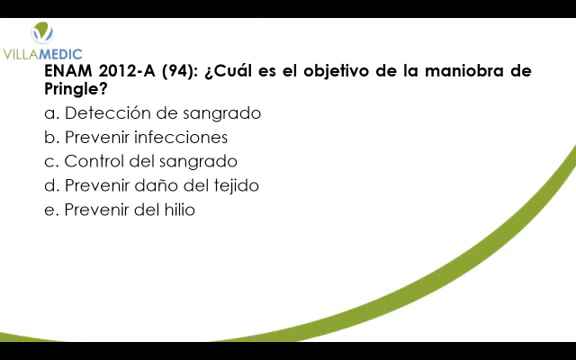 VILLAMEDIC
ENAM 2012-A (94): ¿Cuál es el objetivo de la maniobra de
Pringle?
a. Detección de sangrado
b. Prevenir infecciones
c. Control del sangrado
d. Prevenir daño del tejido
e. Prevenir del hilio